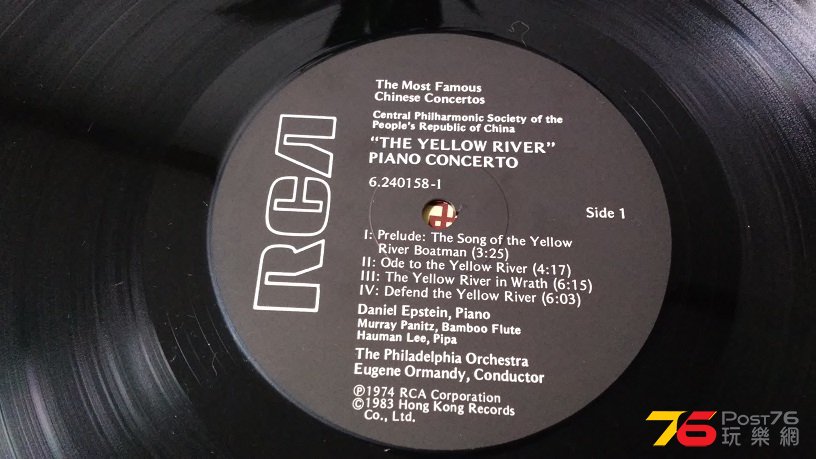 RCA
The Most Famous
Chinese Concertos
Central Philharmonic Society of the
People's Republic of China
"THE YELLOW RIVER"
PIANO CONCERTO
6.240158-1
Side 1
I: Prelude: The Song of the Yellow
River Boatman (3:25)
II: Ode to the Yellow River (4:17)
III: The Yellow River in Wrath (6:15)
IV: Defend the Yellow River (6:03)
Daniel Epstein, Piano
Murray Panitz, Bamboo Flute
Hauman Lee, Pipa
The Philadelphia Orchestra
Eugene Ormandy, Conductor
Ⓟ1974 RCA Corporation
©1983 Hong Kong Records
Co., Ltd.
76 Post76
玩樂網